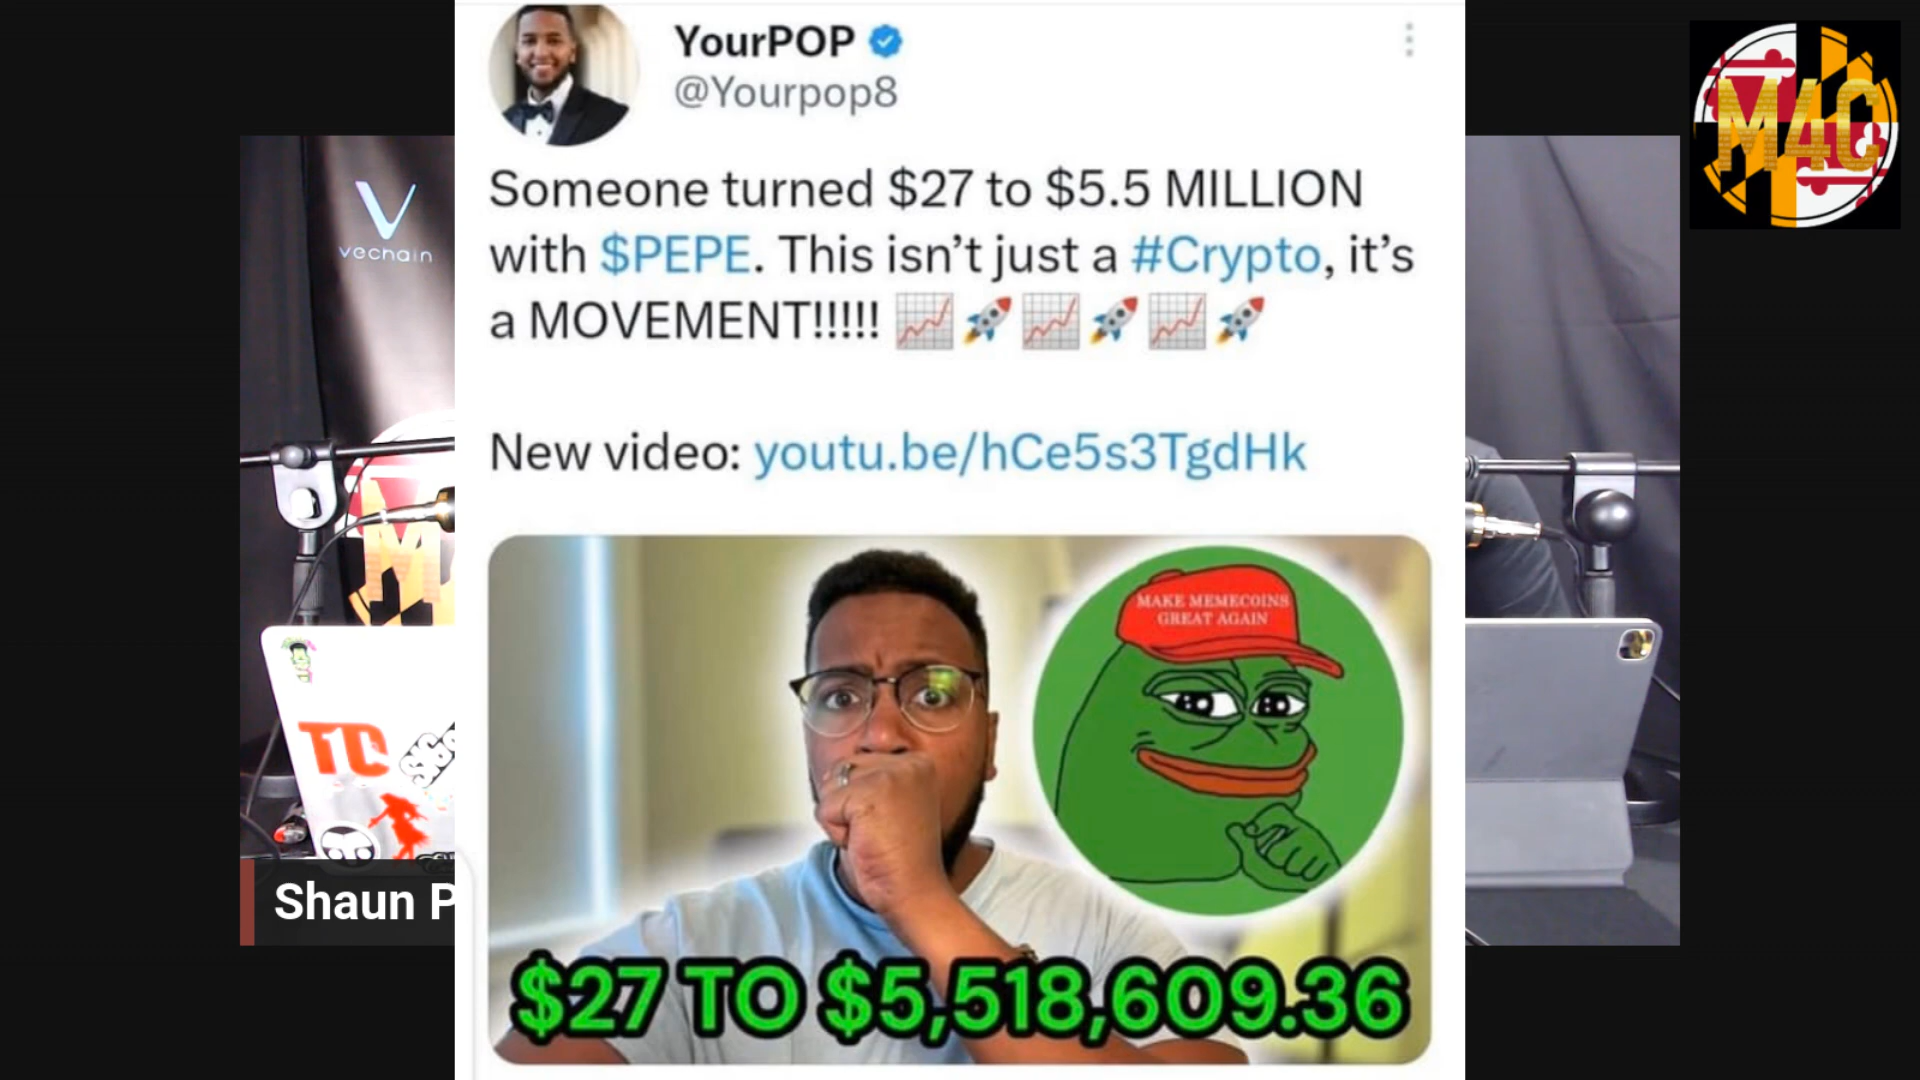 YourPOP
@Yourpop8
Someone turned $27 to $5.5 MILLION
with $PEPE. This isn't just a #Crypto, it's
a MOVEMENT!!!!! 📈🚀📈🚀📈🚀
New video: youtu.be/hCe5s3TgdHk
MAKE MEMECOINS
GREAT AGAIN
$27 TO $5,518,609.36
M4C
vechain
TC
Shaun P